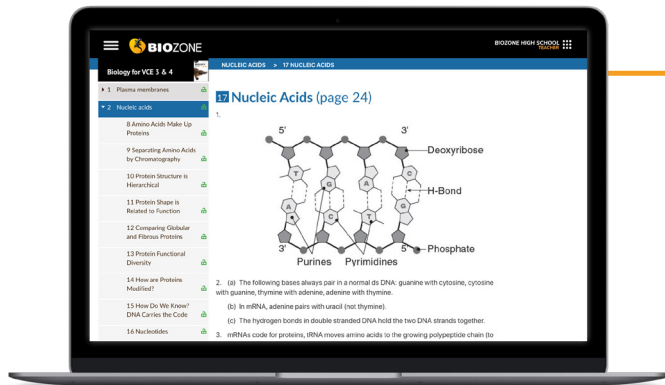 BIOZONE
BIOZONE HIGH SCHOOL
TEACHER
Biology for VCE 3 & 4
NUCLEIC ACIDS > 17 NUCLEIC ACIDS
1 Plasma membranes
2 Nucleic acids
8 Amino Acids Make Up
Proteins
9 Separating Amino Acids
by Chromatography
10 Protein Structure is
Hierarchical
11 Protein Shape is
Related to Function
12 Comparing Globular
and Fibrous Proteins
13 Protein Functional
Diversity
14 How are Proteins
Modified?
15 How Do We Know?
DNA Carries the Code
16 Nucleotides
17 Nucleic Acids (page 24)
1.
5' 3'
Deoxyribose
T G A C
H-Bond
A C T G
3' 5' Phosphate
Purines Pyrimidines
2. (a) The following bases always pair in a normal ds DNA: guanine with cytosine, cytosine
with guanine, thymine with adenine, adenine with thymine.
(b) In mRNA, adenine pairs with uracil (not thymine).
(c) The hydrogen bonds in double stranded DNA hold the two DNA strands together.
3. mRNAs code for proteins, tRNA moves amino acids to the growing polypeptide chain (to